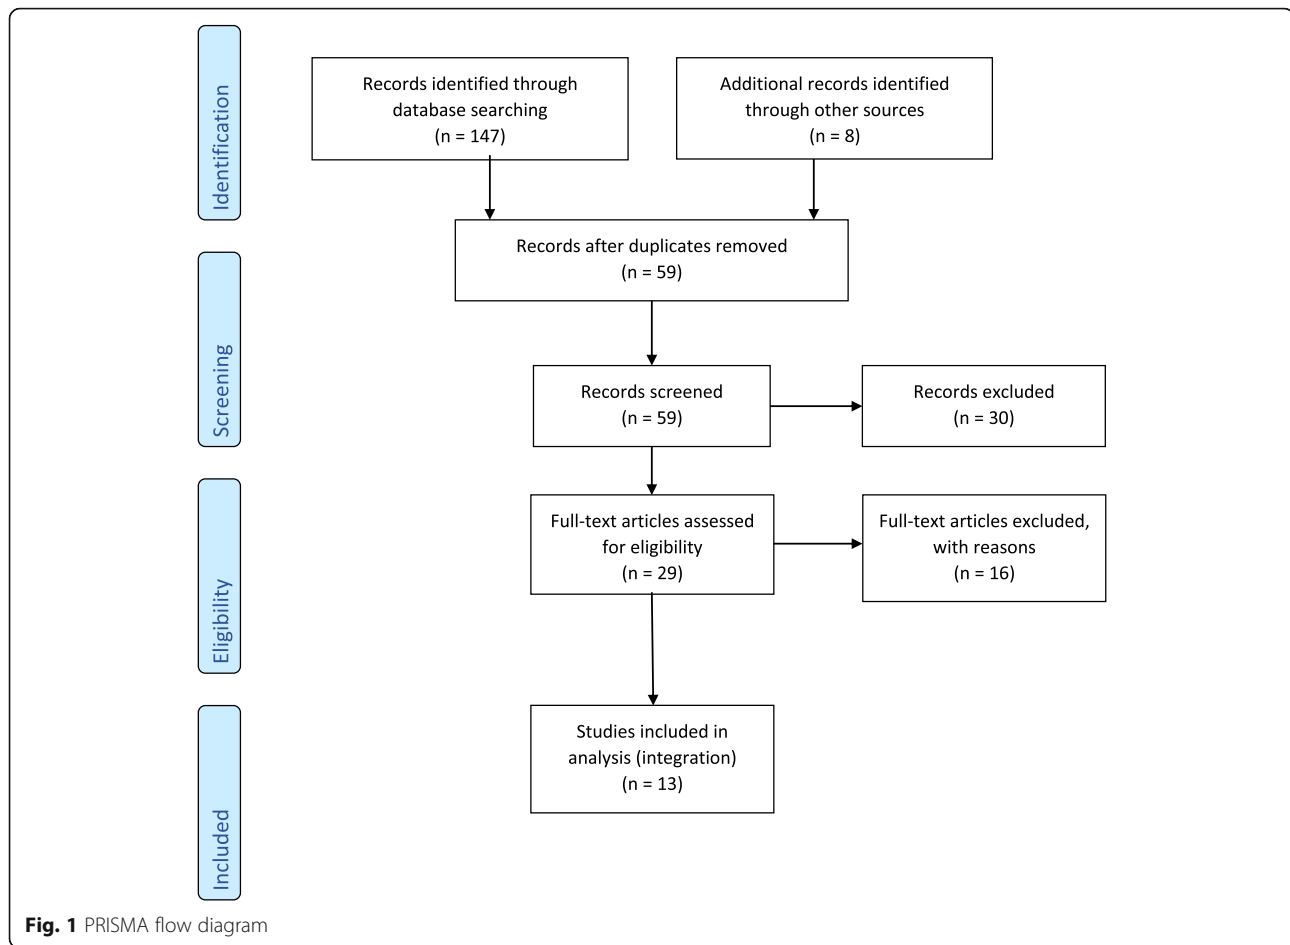 Identification
Records identified through
database searching
(n = 147)
Additional records identified
through other sources
(n = 8)
Records after duplicates removed
(n = 59)
Screening
Records screened
(n = 59)
Records excluded
(n = 30)
Eligibility
Full-text articles assessed
for eligibility
(n = 29)
Full-text articles excluded,
with reasons
(n = 16)
Included
Studies included in
analysis (integration)
(n = 13)
Fig. 1 PRISMA flow diagram